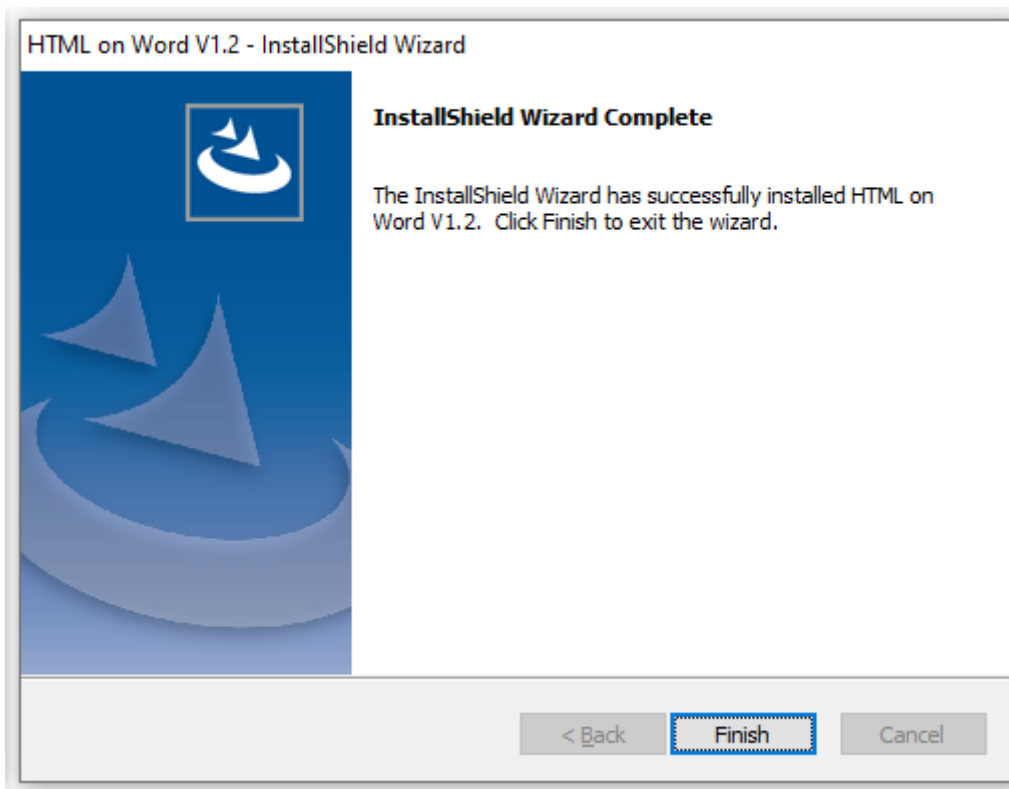 HTML on Word V1.2 - InstallShield Wizard
InstallShield Wizard Complete
The InstallShield Wizard has successfully installed HTML on
Word V1.2. Click Finish to exit the wizard.
< Back
Finish
Cancel